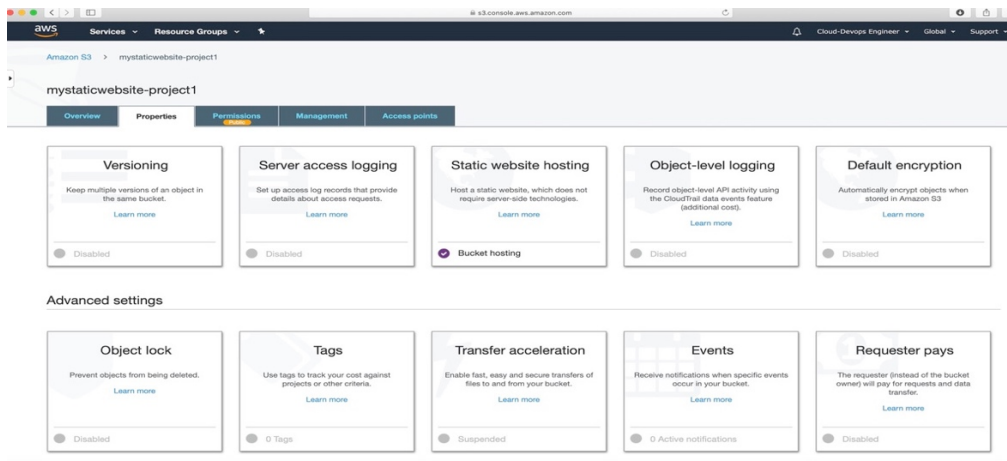 s3.console.aws.amazon.com
aws Services Resource Groups Cloud-Devops Engineer Global Support
Amazon S3 > mystaticwebsite-project1
mystaticwebsite-project1
Overview Properties Permissions Management Access points
Public
Versioning
Keep multiple versions of an object in
the same bucket.
Learn more
Disabled
Server access logging
Set up access log records that provide
details about access requests.
Learn more
Disabled
Static website hosting
Host a static website, which does not
require server-side technologies.
Learn more
Bucket hosting
Object-level logging
Record object-level API activity using
the CloudTrail data events feature
(additional cost).
Learn more
Disabled
Default encryption
Automatically encrypt objects when
stored in Amazon S3
Learn more
Disabled
Advanced settings
Object lock
Prevent objects from being deleted.
Learn more
Disabled
Tags
Use tags to track your cost against
projects or other criteria.
Learn more
0 Tags
Transfer acceleration
Enable fast, easy and secure transfers of
files to and from your bucket.
Learn more
Suspended
Events
Receive notifications when specific events
occur in your bucket.
Learn more
0 Active notifications
Requester pays
The requester (instead of the bucket
owner) will pay for requests and data
transfer.
Learn more
Disabled